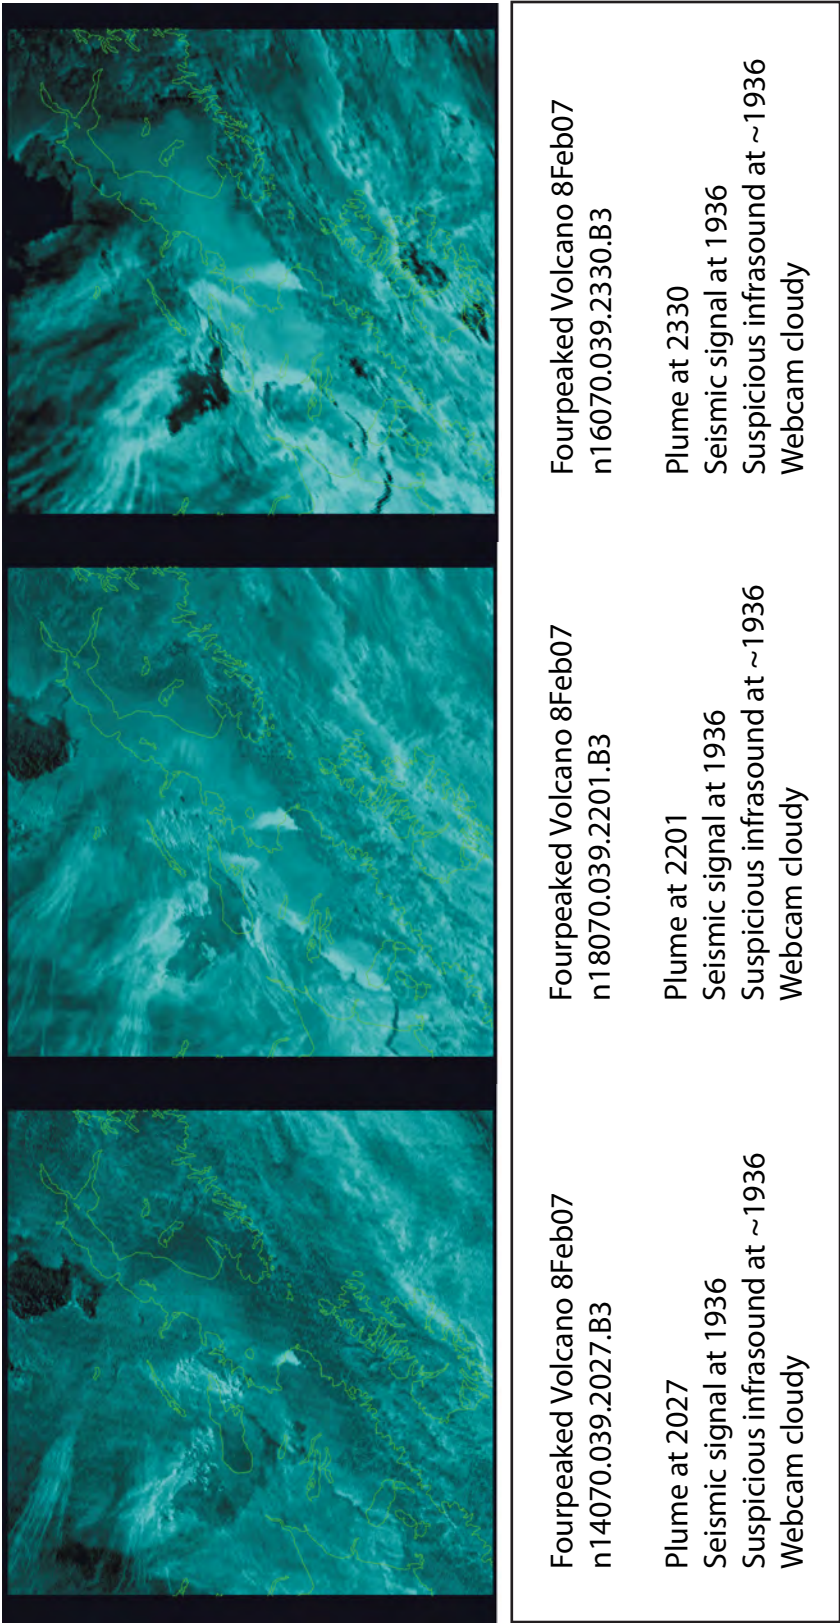 Fourpeaked Volcano 8Feb07
n14070.039.2027.B3
Plume at 2027
Seismic signal at 1936
Suspicious infrasound at ~1936
Webcam cloudy
Fourpeaked Volcano 8Feb07
n18070.039.2201.B3
Plume at 2201
Seismic signal at 1936
Suspicious infrasound at ~1936
Webcam cloudy
Fourpeaked Volcano 8Feb07
n16070.039.2330.B3
Plume at 2330
Seismic signal at 1936
Suspicious infrasound at ~1936
Webcam cloudy